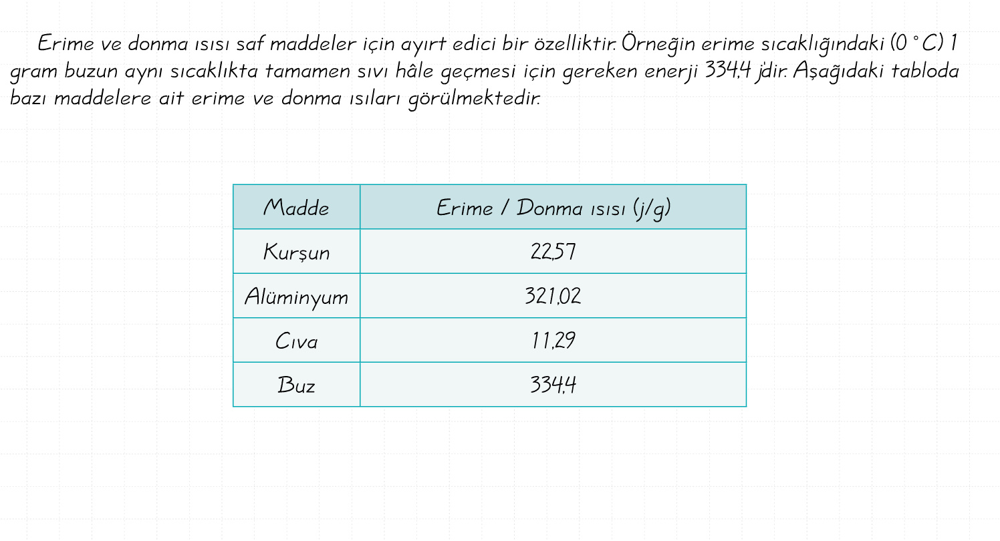 Erime ve donma ısısı saf maddeler için ayırt edici bir özelliktir. Örneğin erime sıcaklığındaki (0 °C) 1
gram buzun aynı sıcaklıkta tamamen sıvı hâle geçmesi için gereken enerji 334,4 j'dir. Aşağıdaki tabloda
bazı maddelere ait erime ve donma ısıları görülmektedir.
Madde Erime / Donma ısısı (j/g)
Kurşun 22,57
Alüminyum 321,02
Cıva 11,29
Buz 334,4